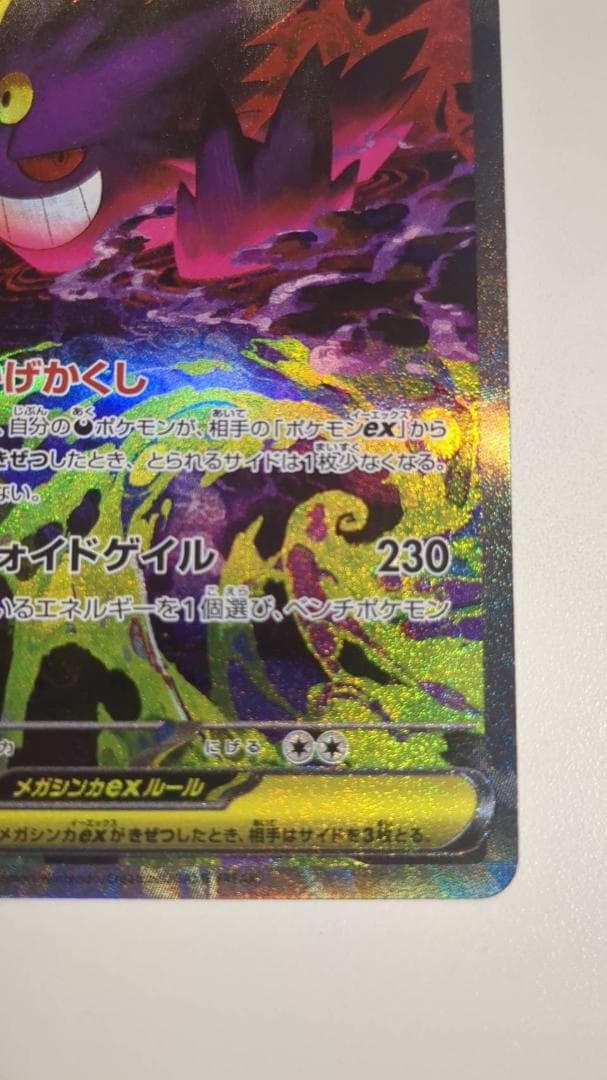 げかくし
自分のポケモンが、相手の「ポケモンex」から
きぜつしたとき、とられるサイドは1枚少なくなる。
ない。
ォイドゲイル 230
いるエネルギーを1個選び、ベンチポケモン
力 にげる
メガシンカexルール
メガシンカexがきぜつしたとき、相手はサイドを3枚とる。